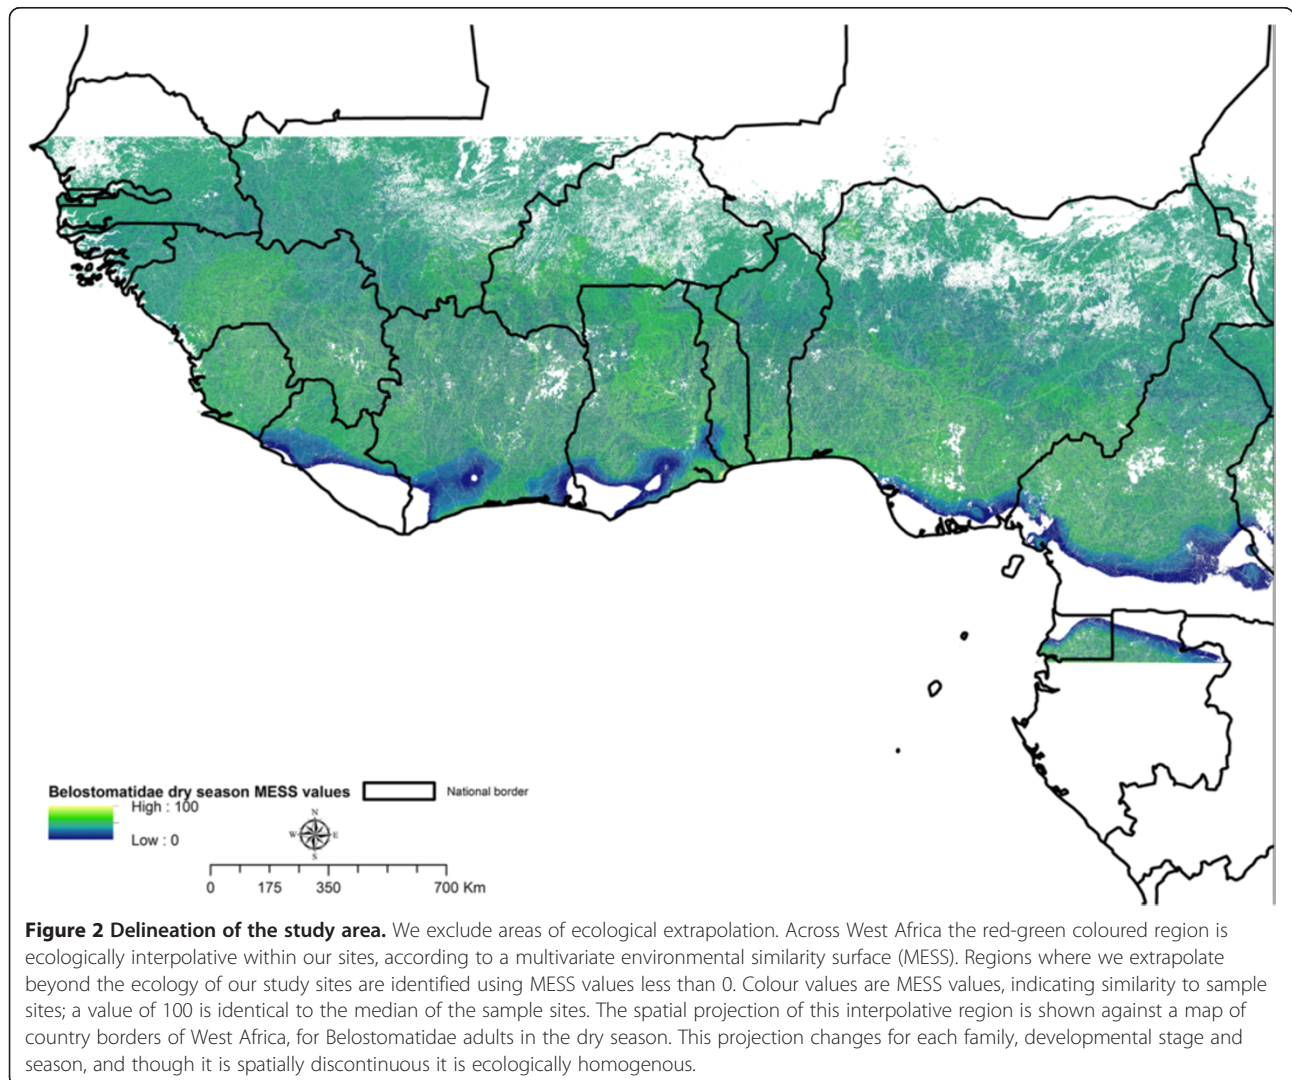 Belostomatidae dry season MESS values
National border
High : 100
Low : 0
N
W E
S
0 175 350 700 Km
Figure 2 Delineation of the study area. We exclude areas of ecological extrapolation. Across West Africa the red-green coloured region is
ecologically interpolative within our sites, according to a multivariate environmental similarity surface (MESS). Regions where we extrapolate
beyond the ecology of our study sites are identified using MESS values less than 0. Colour values are MESS values, indicating similarity to sample
sites; a value of 100 is identical to the median of the sample sites. The spatial projection of this interpolative region is shown against a map of
country borders of West Africa, for Belostomatidae adults in the dry season. This projection changes for each family, developmental stage and
season, and though it is spatially discontinuous it is ecologically homogenous.